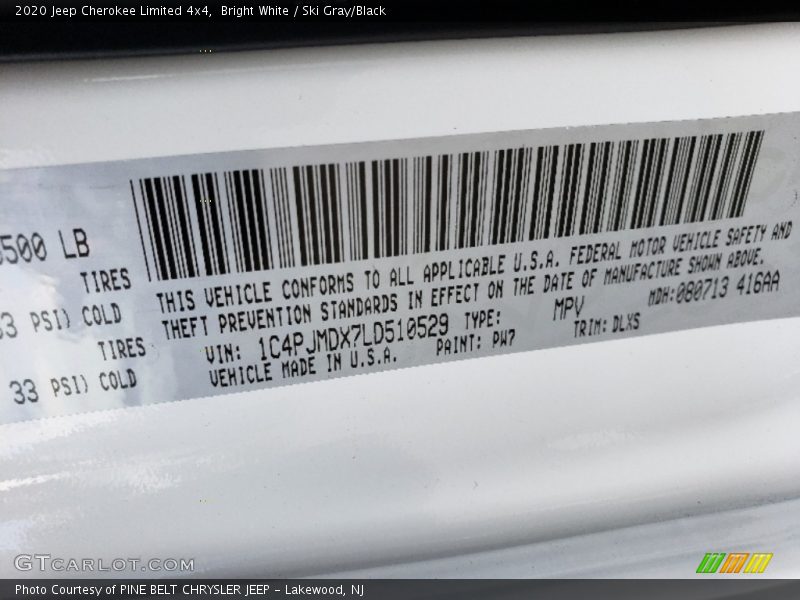 2020 Jeep Cherokee Limited 4x4, Bright White / Ski Gray/Black
500 LB
TIRES
33 PSI) COLD
TIRES
33 PSI) COLD
THIS VEHICLE CONFORMS TO ALL APPLICABLE U.S.A. FEDERAL MOTOR VEHICLE SAFETY AND
THEFT PREVENTION STANDARDS IN EFFECT ON THE DATE OF MANUFACTURE SHOWN ABOVE.
VIN: 1C4PJMDX7LD510529 TYPE: MPV MDH:080713 416AA
VEHICLE MADE IN U.S.A. PAINT: PW7 TRIM: DLXS
GTCARLOT.COM
Photo Courtesy of PINE BELT CHRYSLER JEEP - Lakewood, NJ